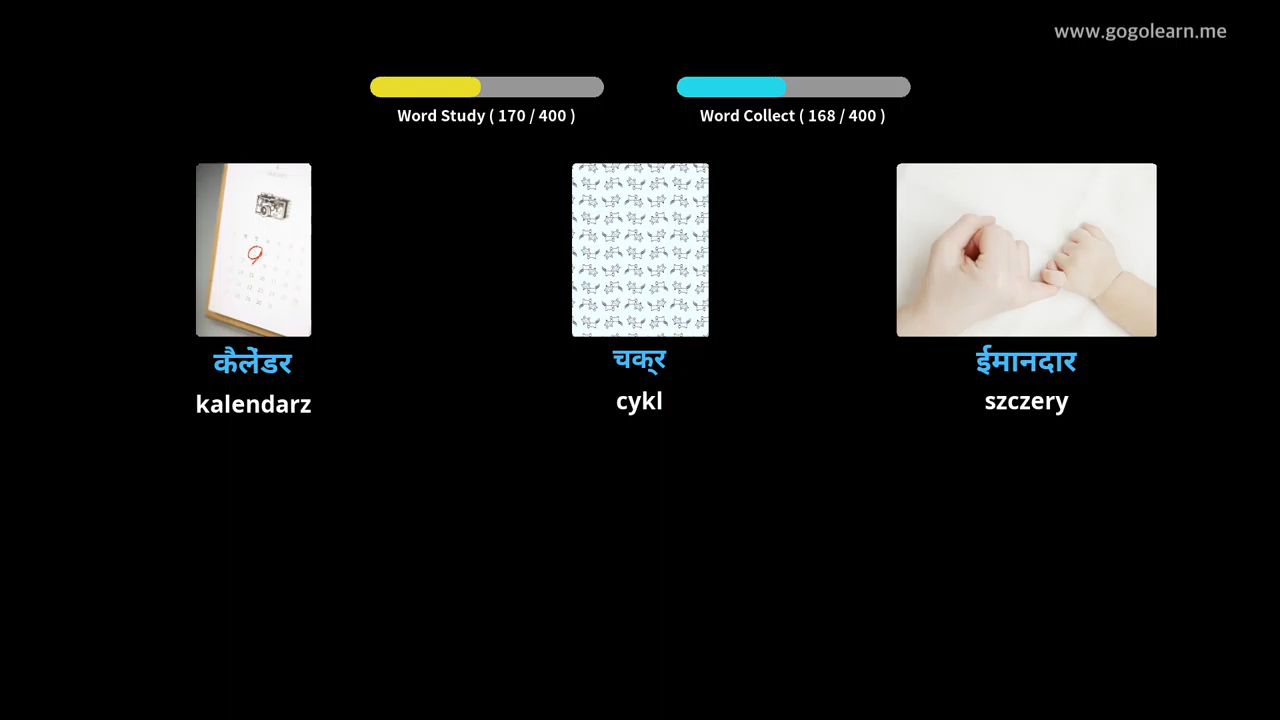 www.gogolearn.me
Word Study ( 170 / 400 )
Word Collect ( 168 / 400 )
कैलेंडर
चक्र
ईमानदार
kalendarz
cykl
szczery